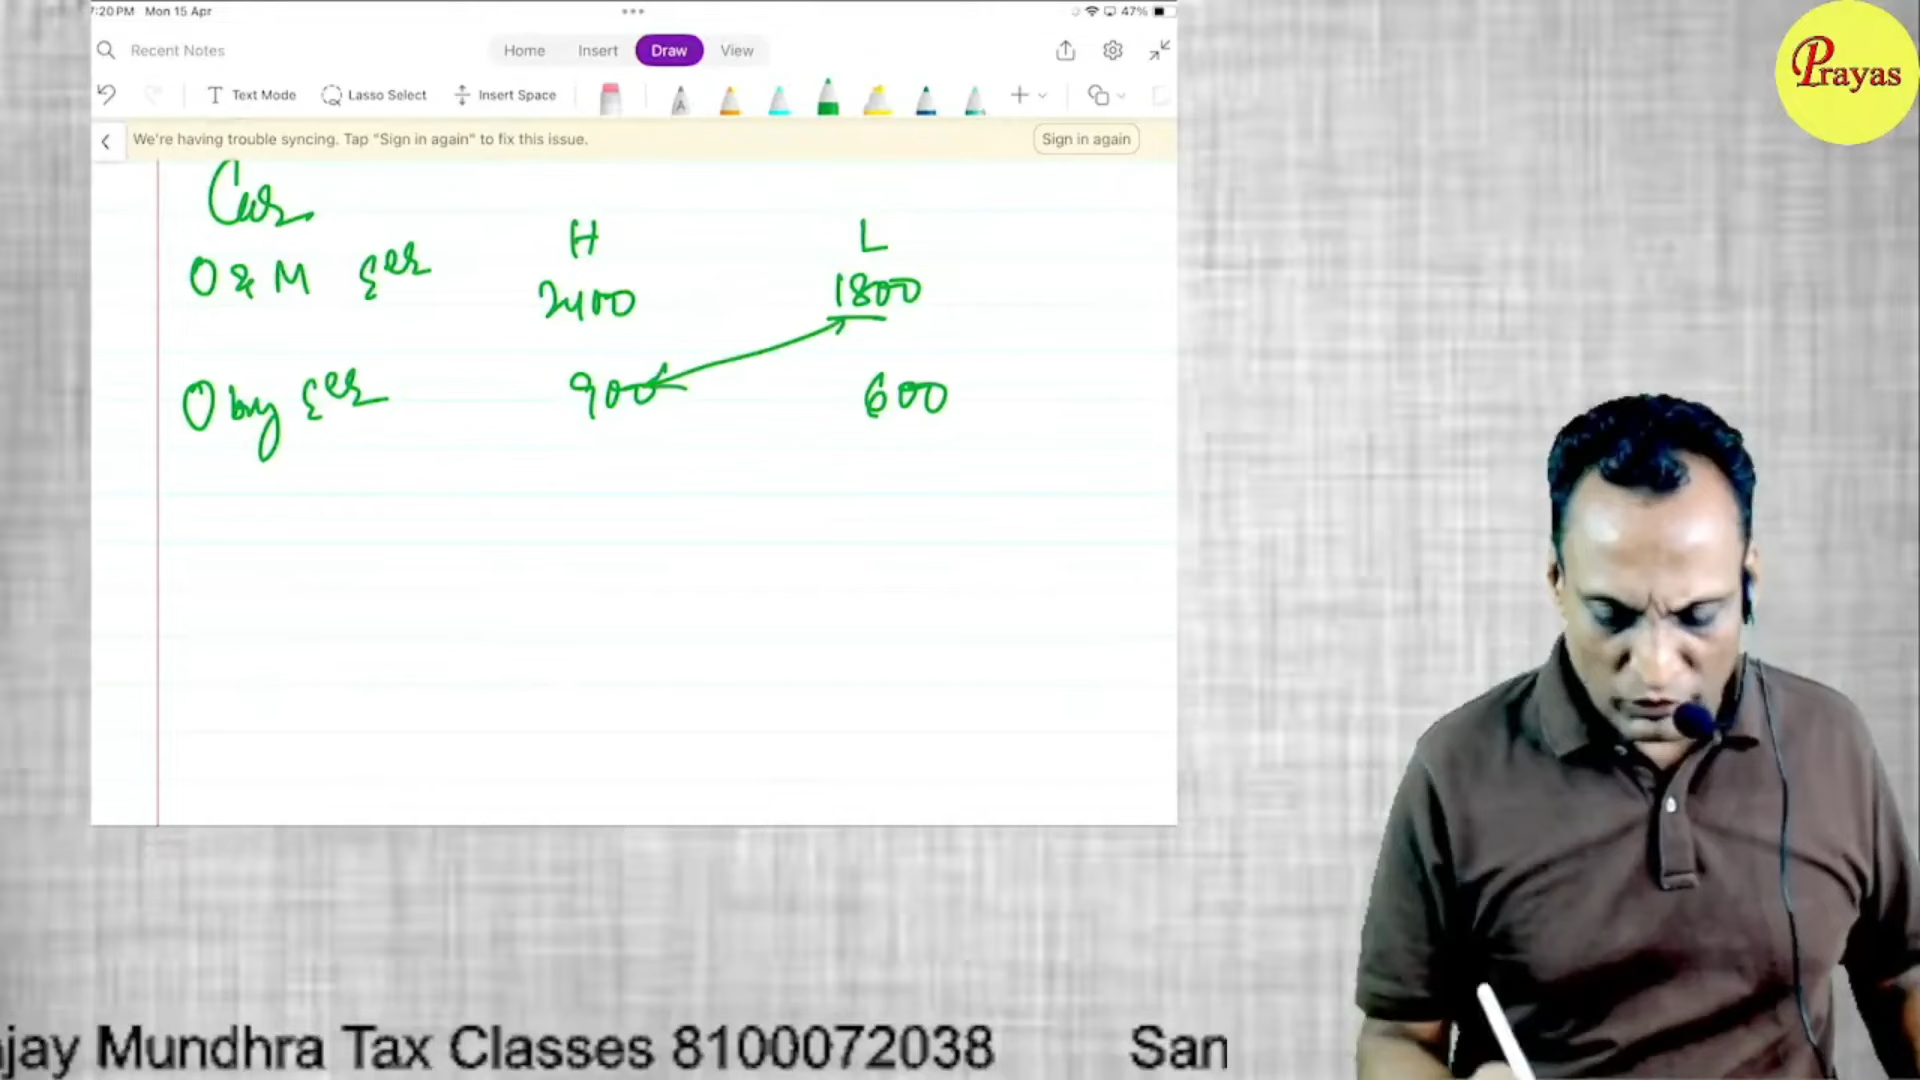 7:20 PM Mon 15 Apr
47%
Prayas
Recent Notes
Home Insert Draw View
Text Mode Lasso Select Insert Space
We're having trouble syncing. Tap "Sign in again" to fix this issue. Sign in again
Car
H L
O & M
2400 1800
O by
900 600
jay Mundhra Tax Classes 8100072038 San